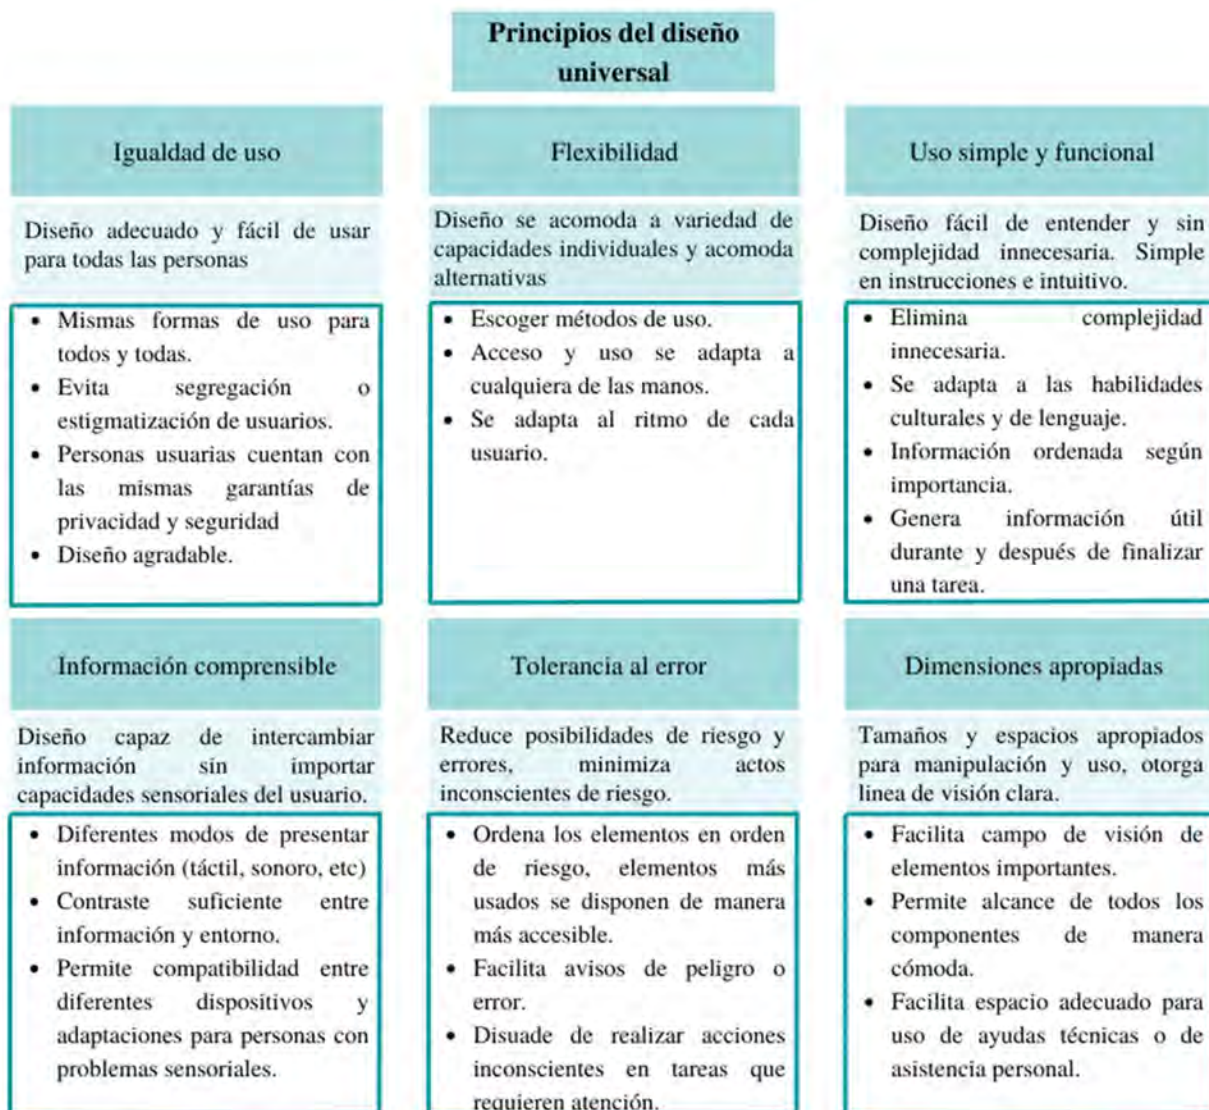 Principios del diseño
universal
Igualdad de uso
Diseño adecuado y fácil de usar
para todas las personas
• Mismas formas de uso para
todos y todas.
• Evita segregación o
estigmatización de usuarios.
• Personas usuarias cuentan con
las mismas garantías de
privacidad y seguridad
• Diseño agradable.
Flexibilidad
Diseño se acomoda a variedad de
capacidades individuales y acomoda
alternativas
• Escoger métodos de uso.
• Acceso y uso se adapta a
cualquiera de las manos.
• Se adapta al ritmo de cada
usuario.
Uso simple y funcional
Diseño fácil de entender y sin
complejidad innecesaria. Simple
en instrucciones e intuitivo.
• Elimina complejidad
innecesaria.
• Se adapta a las habilidades
culturales y de lenguaje.
• Información ordenada según
importancia.
• Genera información útil
durante y después de finalizar
una tarea.
Información comprensible
Diseño capaz de intercambiar
información sin importar
capacidades sensoriales del usuario.
• Diferentes modos de presentar
información (táctil, sonoro, etc)
• Contraste suficiente entre
información y entorno.
• Permite compatibilidad entre
diferentes dispositivos y
adaptaciones para personas con
problemas sensoriales.
Tolerancia al error
Reduce posibilidades de riesgo y
errores, minimiza actos
inconscientes de riesgo.
• Ordena los elementos en orden
de riesgo, elementos más
usados se disponen de manera
más accesible.
• Facilita avisos de peligro o
error.
• Disuade de realizar acciones
inconscientes en tareas que
requieren atención.
Dimensiones apropiadas
Tamaños y espacios apropiados
para manipulación y uso, otorga
linea de visión clara.
• Facilita campo de visión de
elementos importantes.
• Permite alcance de todos los
componentes de manera
cómoda.
• Facilita espacio adecuado para
uso de ayudas técnicas o de
asistencia personal.